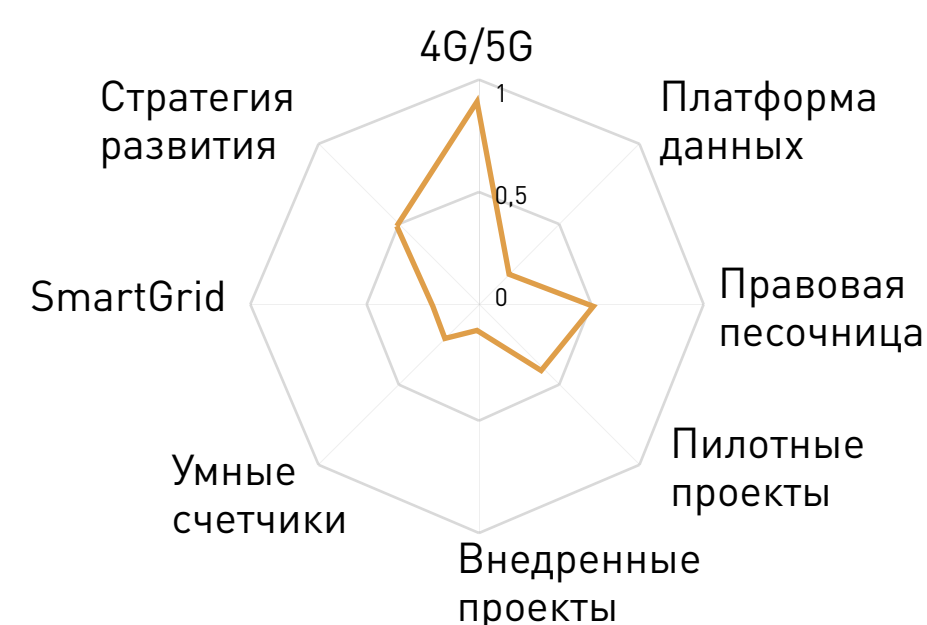 4G/5G
1
Стратегия
развития
Платформа
данных
0,5
SmartGrid
0
Правовая
песочница
Пилотные
проекты
Умные
счетчики
Внедренные
проекты